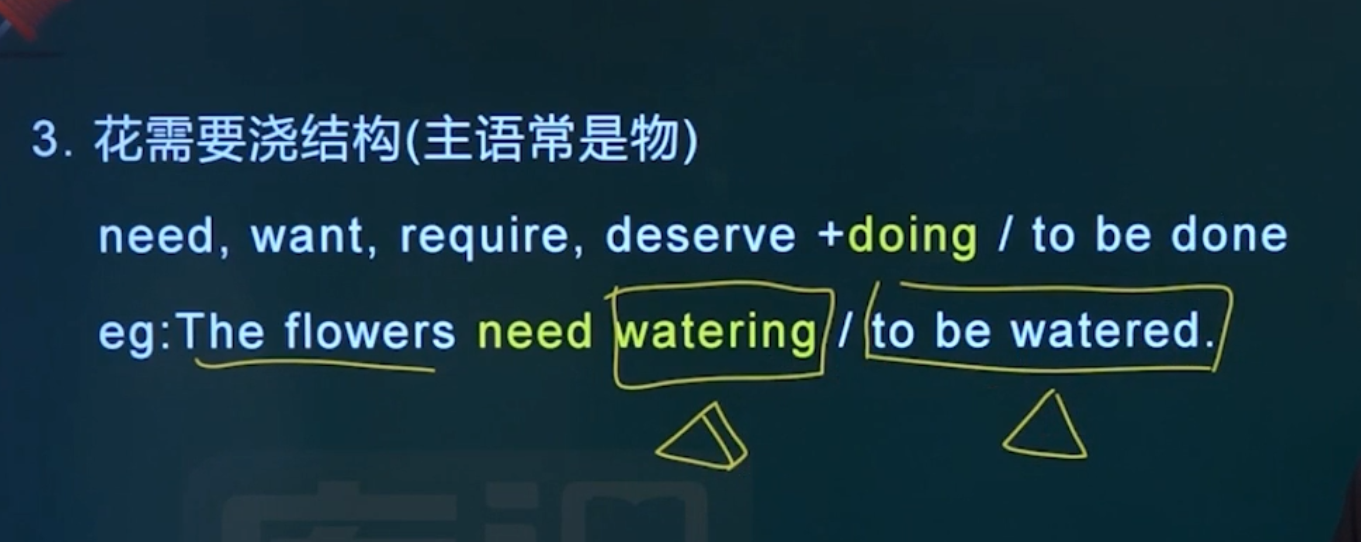 3. 花需要浇结构(主语常是物)
need, want, require, deserve +doing / to be done
eg:The flowers need watering / to be watered.